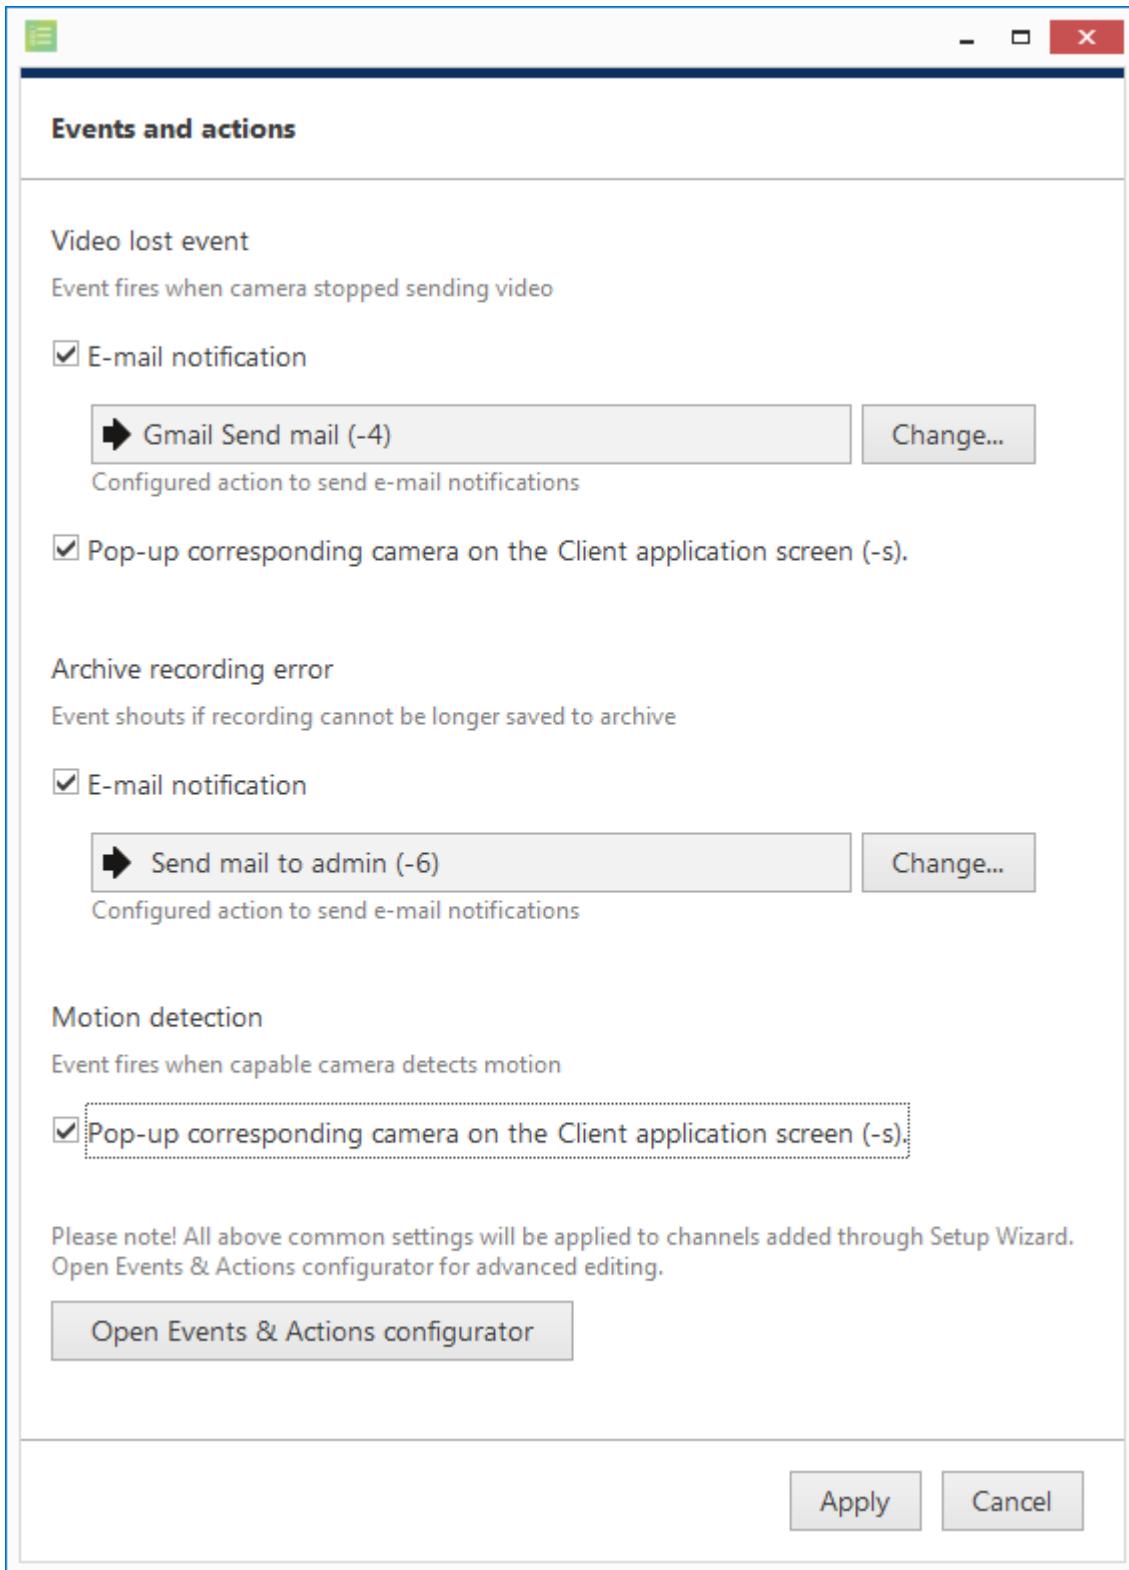 Events and actions
Video lost event
Event fires when camera stopped sending video
E-mail notification
Gmail Send mail (-4)
Change...
Configured action to send e-mail notifications
Pop-up corresponding camera on the Client application screen (-s).
Archive recording error
Event shouts if recording cannot be longer saved to archive
E-mail notification
Send mail to admin (-6)
Change...
Configured action to send e-mail notifications
Motion detection
Event fires when capable camera detects motion
Pop-up corresponding camera on the Client application screen (-s).
Please note! All above common settings will be applied to channels added through Setup Wizard.
Open Events & Actions configurator for advanced editing.
Open Events & Actions configurator
Apply
Cancel